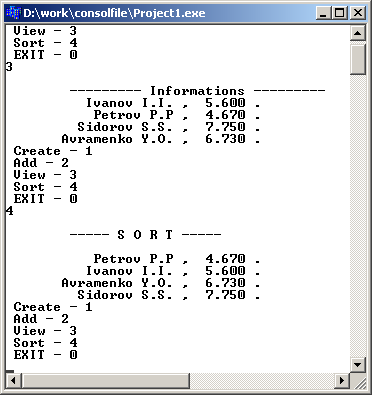 D:\work\consolfile\Project1.exe
View - 3
Sort - 4
EXIT - 0
3
--------- Informations ---------
Ivanov I.I. ,  5.600 .
Petrov P.P ,  4.670 .
Sidorov S.S. ,  7.750 .
Avramenko Y.O. ,  6.730 .
Create - 1
Add - 2
View - 3
Sort - 4
EXIT - 0
4
----- S O R T -----
Petrov P.P ,  4.670 .
Ivanov I.I. ,  5.600 .
Avramenko Y.O. ,  6.730 .
Sidorov S.S. ,  7.750 .
Create - 1
Add - 2
View - 3
Sort - 4
EXIT - 0